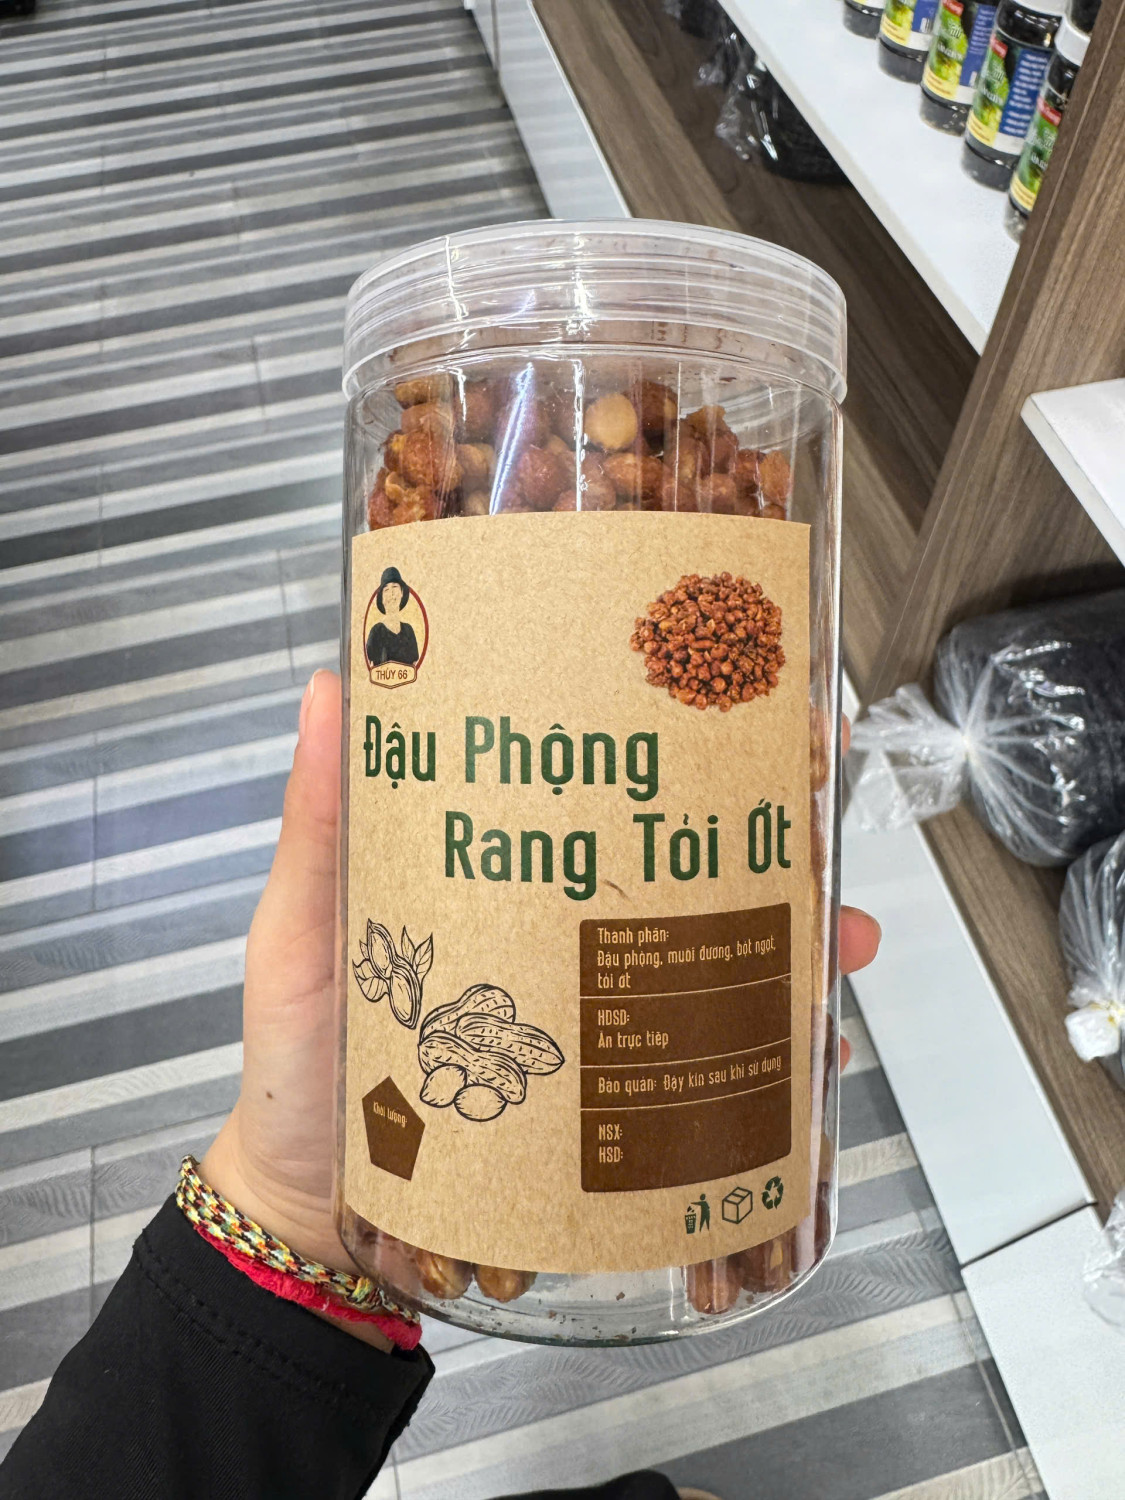 THÚY 66
Đậu Phộng
Rang Tỏi Ớt
Thành phần:
Đậu phộng, muối đường, bột ngọt,
tỏi ớt
HDSD:
Ăn trực tiếp
Bảo quản: Đậy kín sau khi sử dụng
Khối lượng:
NSX:
HSD: